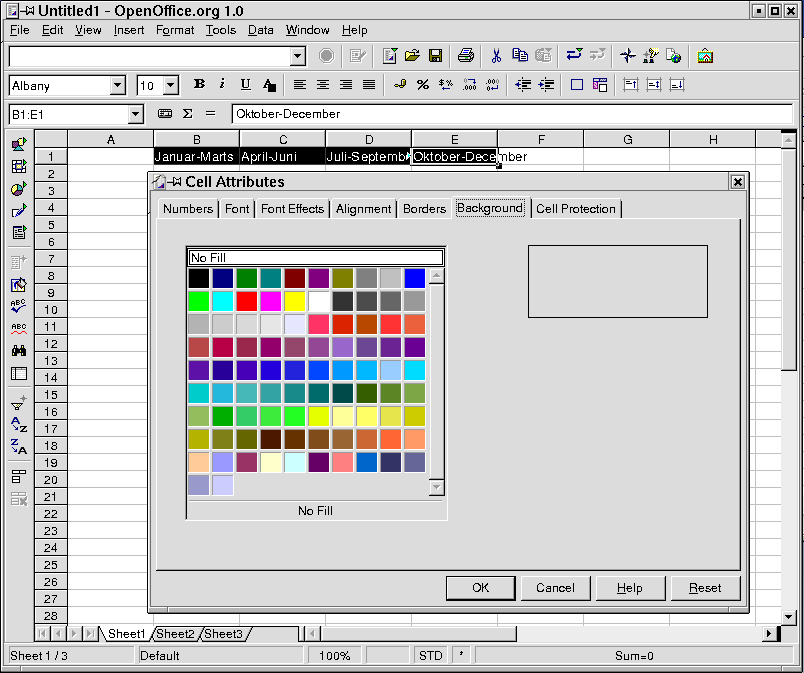 Untitled1 - OpenOffice.org 1.0
File Edit View Insert Format Tools Data Window Help
Albany 10 B i U A
B1:E1 Σ = Oktober-December
A B C D E F G H
1 Januar-Marts April-Juni Juli-Septemb Oktober-December
2
3
4
5
6
7
8
9
10
11
12
13
14
15
16
17
18
19
20
21
22
23
24
25
26
27
28
Cell Attributes
Numbers Font Font Effects Alignment Borders Background Cell Protection
No Fill
No Fill
OK Cancel Help Reset
Sheet1 Sheet2 Sheet3
Sheet 1 / 3 Default 100% STD * Sum=0